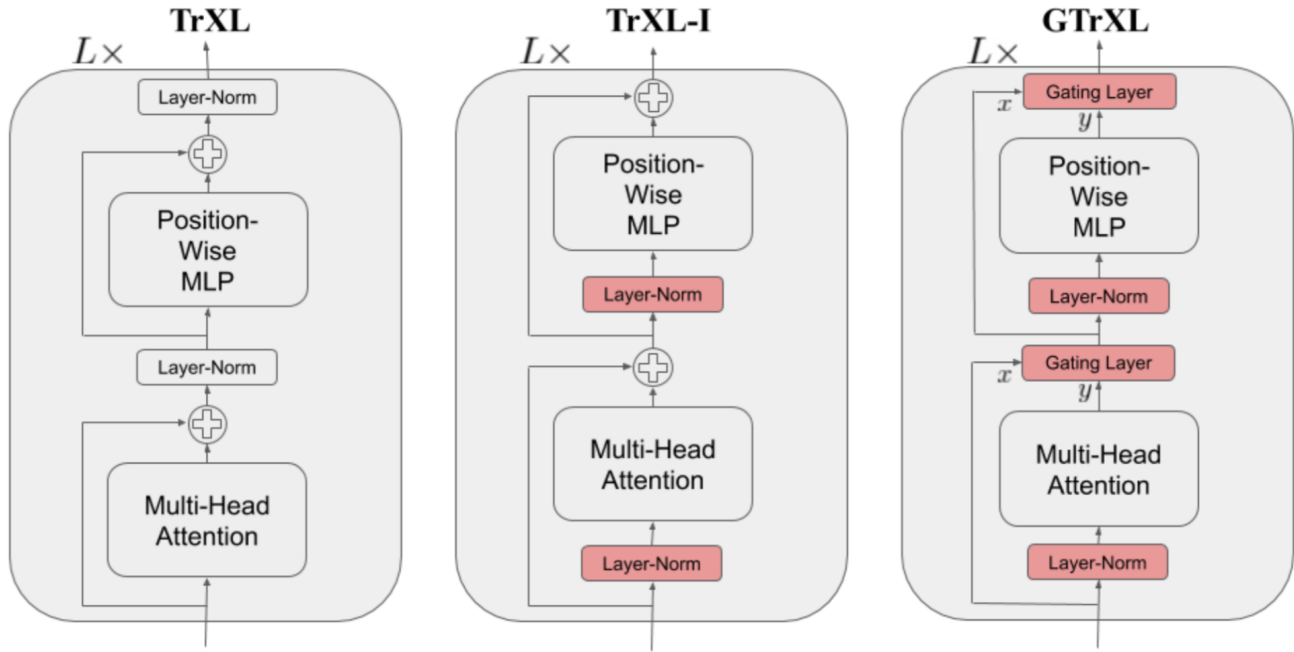 TrXL
L×
Layer-Norm
Position-
Wise
MLP
Layer-Norm
Multi-Head
Attention
TrXL-I
L×
Position-
Wise
MLP
Layer-Norm
Multi-Head
Attention
Layer-Norm
GTrXL
L×
Gating Layer
x
y
Position-
Wise
MLP
Layer-Norm
Gating Layer
x
y
Multi-Head
Attention
Layer-Norm